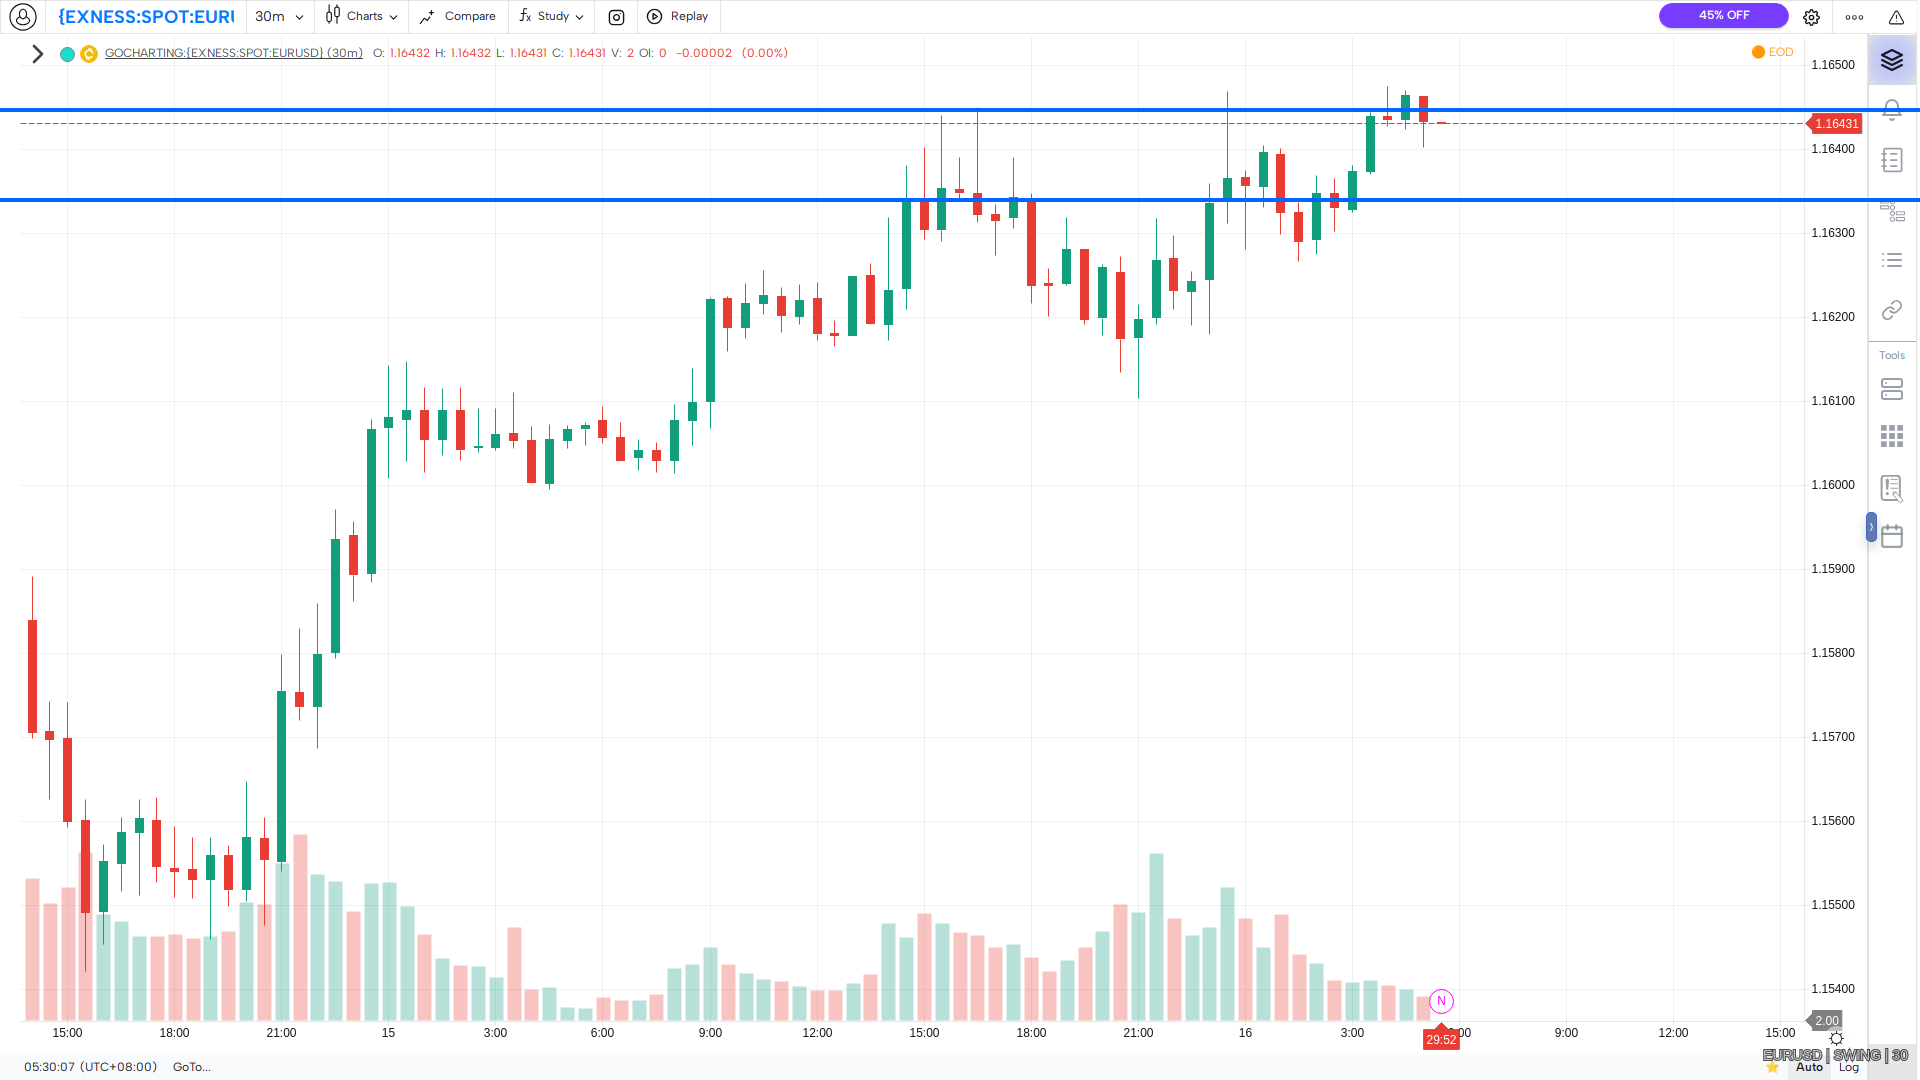 {EXNESS:SPOT:EURU
30m
Charts
Compare
Study
Replay
45% OFF
GOCHARTING:{EXNESS:SPOT:EURUSD} (30m) O: 1.16432 H: 1.16432 L: 1.16431 C: 1.16431 V: 2 OI: 0 -0.00002 (0.00%)
EOD
1.16500
1.16431
1.16400
1.16300
1.16200
1.16100
1.16000
1.15900
1.15800
1.15700
1.15600
1.15500
1.15400
2.00
Tools
N
15:00 18:00 21:00 15 3:00 6:00 9:00 12:00 15:00 18:00 21:00 16 3:00 9:00 12:00 15:00
29:52
EURUSD | SWING | 30
05:30:07 (UTC+08:00) GoTo...
Auto Log